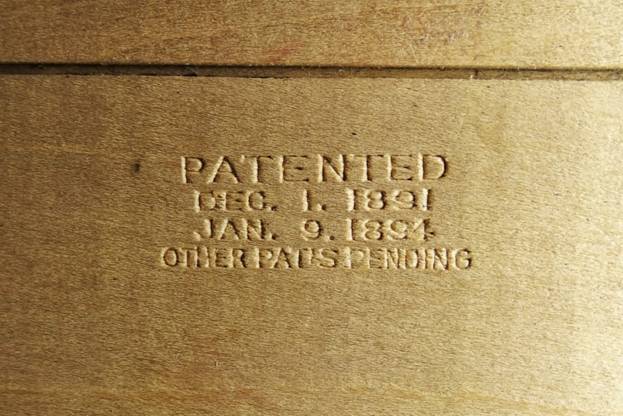 PATENTED
DEC. 1. 1891
JAN. 9. 1894
OTHER PAT'S PENDING